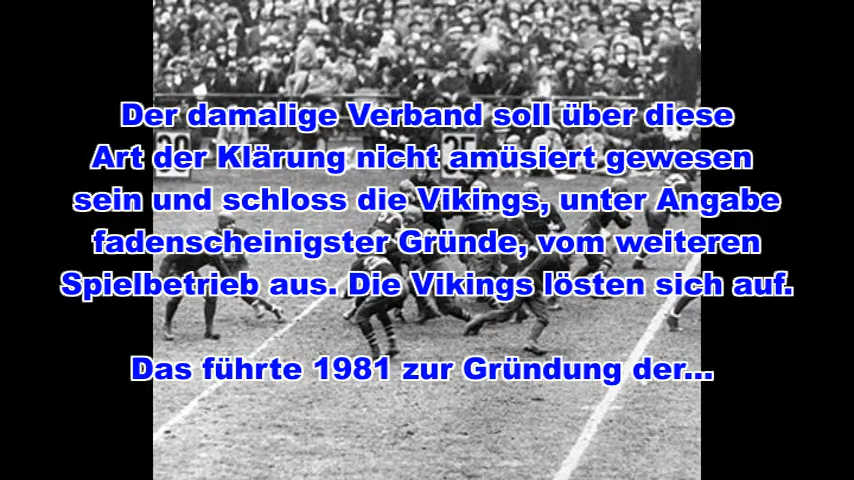 Der damalige Verband soll über diese
Art der Klärung nicht amüsiert gewesen
sein und schloss die Vikings, unter Angabe
fadenscheinigster Gründe, vom weiteren
Spielbetrieb aus. Die Vikings lösten sich auf.
Das führte 1981 zur Gründung der...